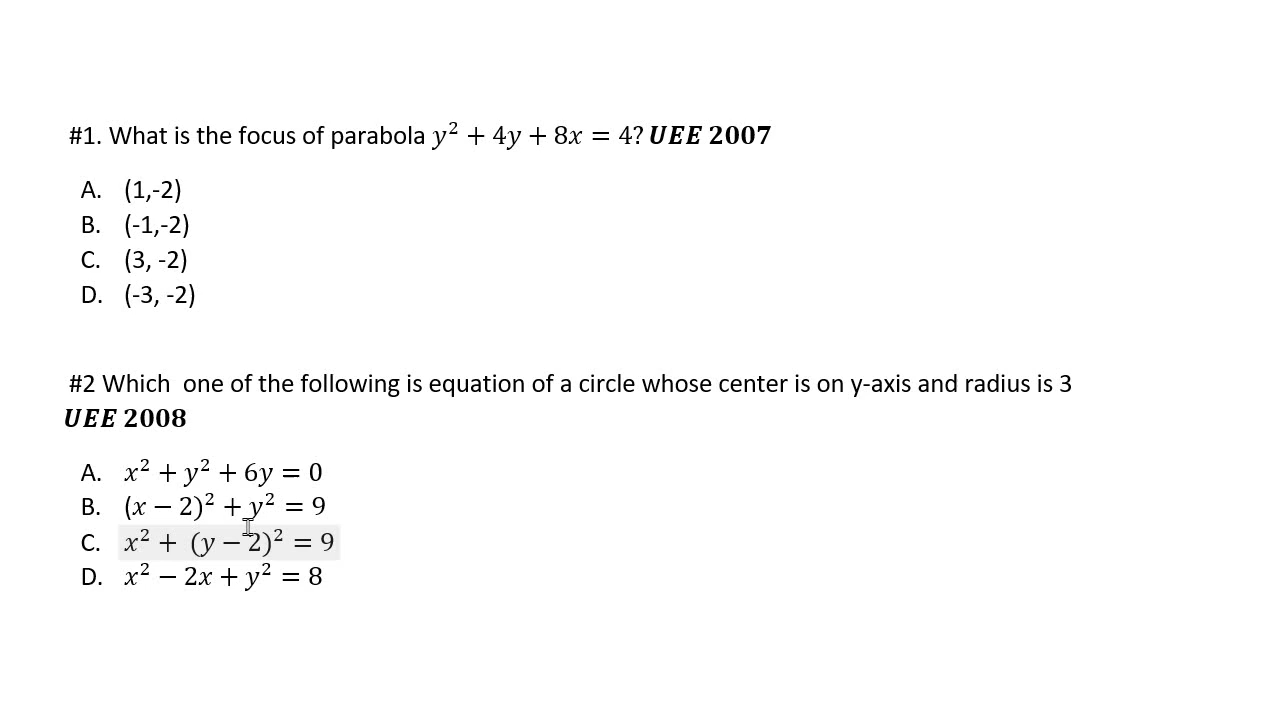 #1. What is the focus of parabola y² + 4y + 8x = 4? UEE 2007
A. (1,-2)
B. (-1,-2)
C. (3, -2)
D. (-3, -2)
#2 Which one of the following is equation of a circle whose center is on y-axis and radius is 3
UEE 2008
A. x² + y² + 6y = 0
B. (x − 2)² + y² = 9
C. x² + (y − 2)² = 9
D. x² − 2x + y² = 8